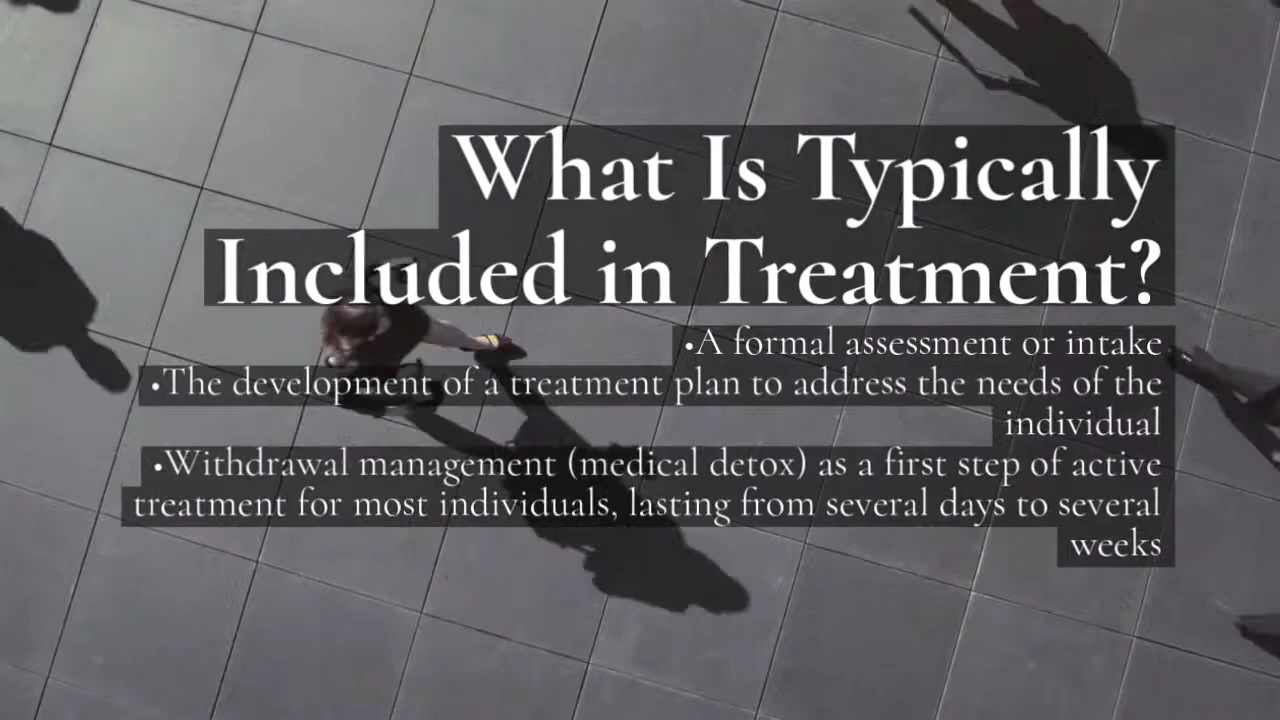 What Is Typically
Included in Treatment?
•A formal assessment or intake
•The development of a treatment plan to address the needs of the
individual
•Withdrawal management (medical detox) as a first step of active
treatment for most individuals, lasting from several days to several
weeks